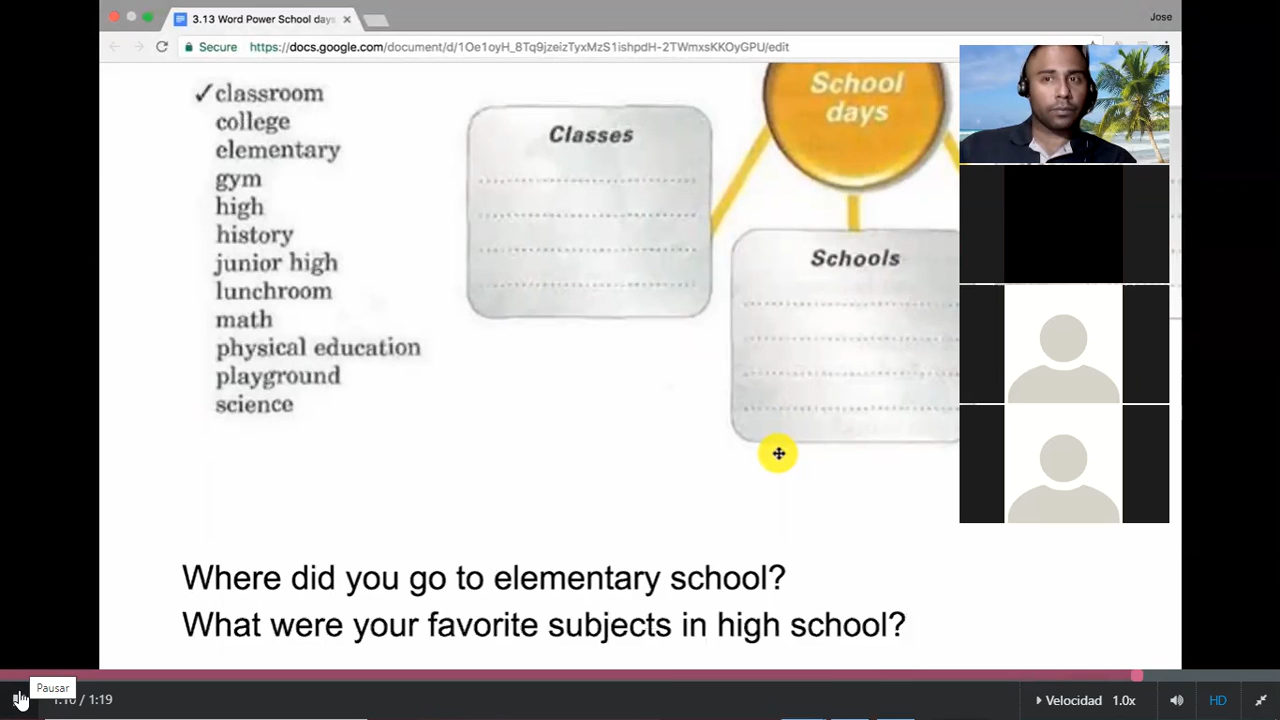 3.13 Word Power School days
Jose
Secure
https://docs.google.com/document/d/1Oe1oyH_8Tq9jzeizTyxMzS1ishpdH-2TWmxsKKOyGPU/edit
✓classroom
college
elementary
gym
high
history
junior high
lunchroom
math
physical education
playground
science
Classes
School
days
Schools
Where did you go to elementary school?
What were your favorite subjects in high school?
Pausar
1:10 / 1:19
Velocidad 1.0x
HD